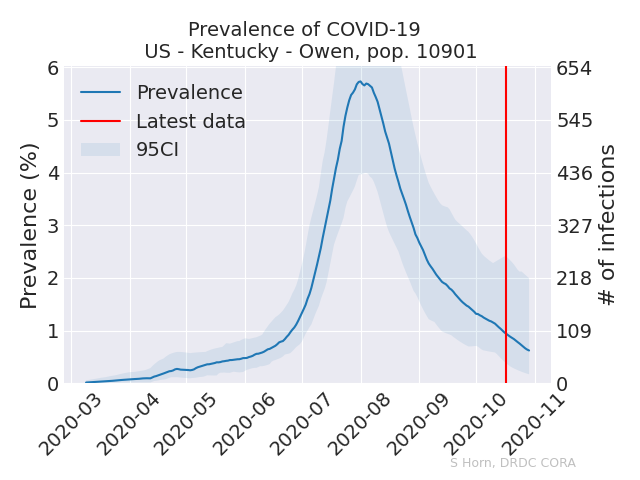 Prevalence of COVID-19
US - Kentucky - Owen, pop. 10901
Prevalence (%)
6
5
4
3
2
1
0
Prevalence
Latest data
95CI
654
545
436
327
218
109
0
# of infections
2020-03
2020-04
2020-05
2020-06
2020-07
2020-08
2020-09
2020-10
2020-11
S Horn, DRDC CORA